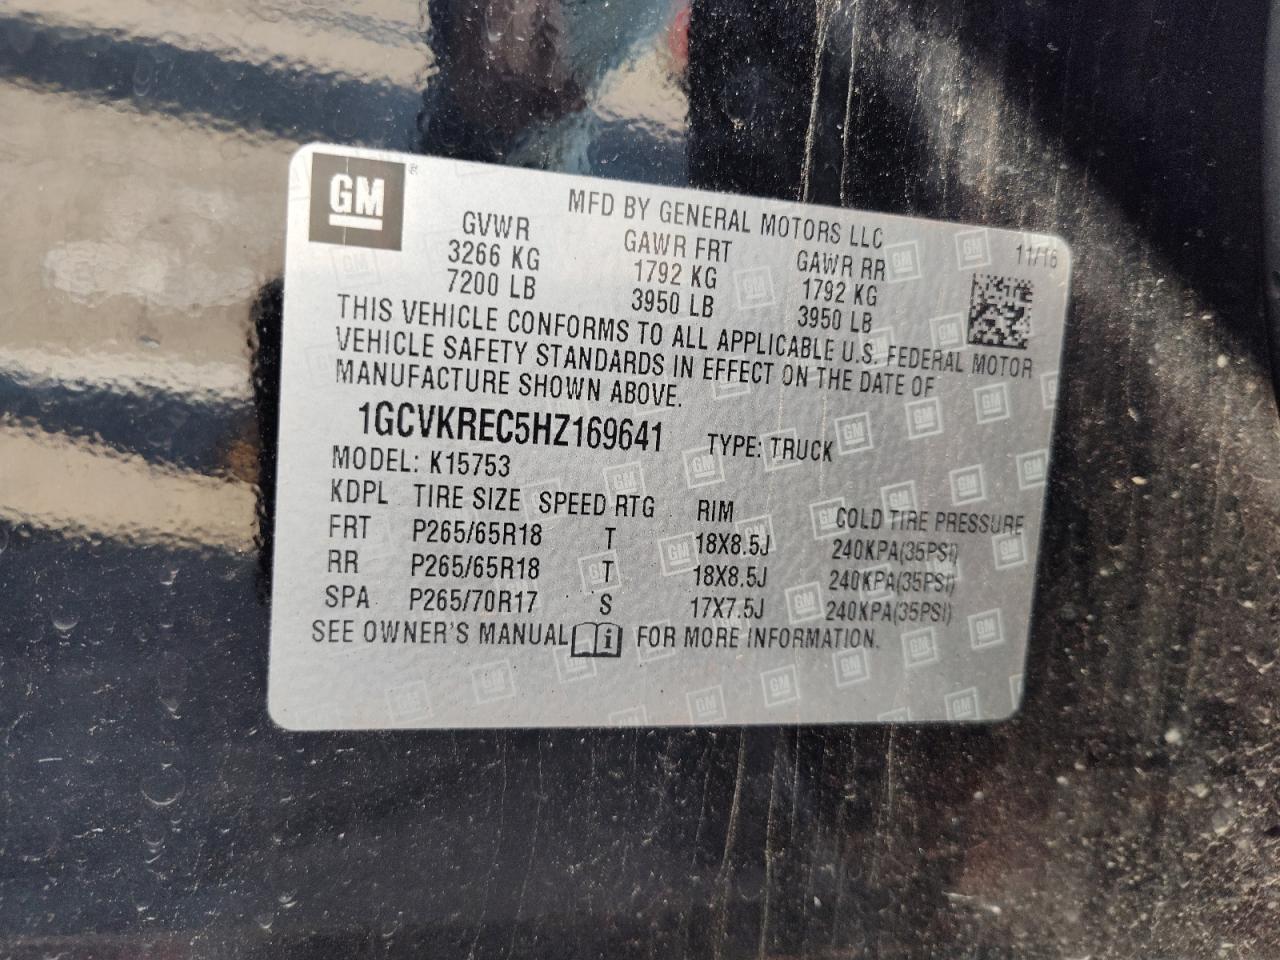 GM ®
MFD BY GENERAL MOTORS LLC
GVWR GAWR FRT GAWR RR 11/16
3266 KG 1792 KG 1792 KG
7200 LB 3950 LB 3950 LB
THIS VEHICLE CONFORMS TO ALL APPLICABLE U.S. FEDERAL MOTOR
VEHICLE SAFETY STANDARDS IN EFFECT ON THE DATE OF
MANUFACTURE SHOWN ABOVE.
1GCVKREC5HZ169641 TYPE: TRUCK
MODEL: K15753
KDPL TIRE SIZE SPEED RTG RIM COLD TIRE PRESSURE
FRT P265/65R18 T 18X8.5J 240KPA(35PSI)
RR P265/65R18 T 18X8.5J 240KPA(35PSI)
SPA P265/70R17 S 17X7.5J 240KPA(35PSI)
SEE OWNER'S MANUAL i FOR MORE INFORMATION.